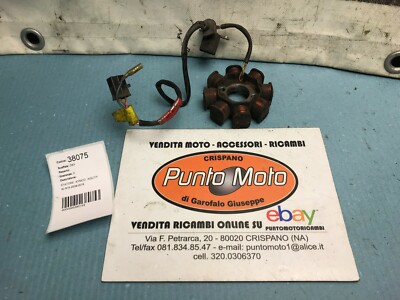 38075
VENDITA MOTO - ACCESSORI - RICAMBI
CRISPANO
Punto Moto
di Garofalo Giuseppe
VENDITA RICAMBI ONLINE SU
ebay
PUNTOMOTORICAMBI
Via F. Petrarca, 20 - 80020 CRISPANO (NA)
Tel/fax 081.834.85.47 - e-mail: puntomoto1@alice.it
cell. 320.0306370